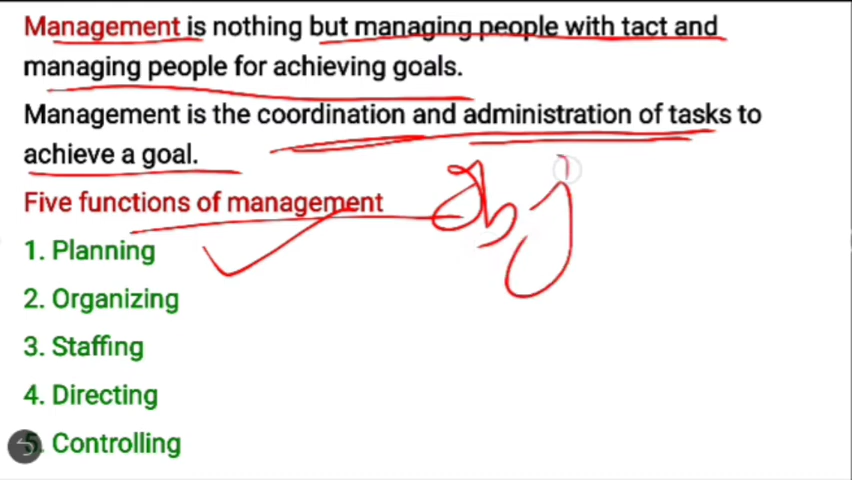 Management is nothing but managing people with tact and
managing people for achieving goals.
Management is the coordination and administration of tasks to
achieve a goal.
Five functions of management
obj
1. Planning
2. Organizing
3. Staffing
4. Directing
5. Controlling